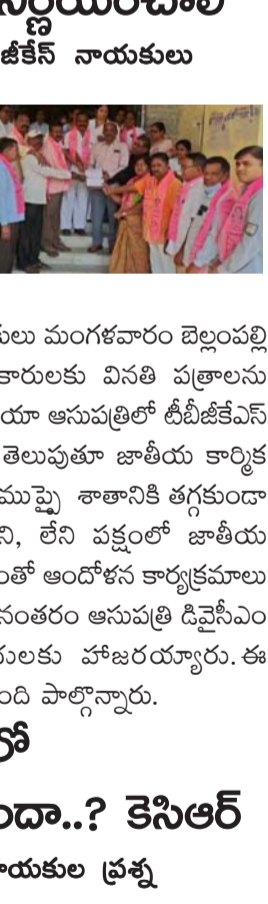 నిర్ణయించాలి
జీకేస్ నాయకులు
కులు మంగళవారం బెల్లంపల్లి
కారులకు వినతి పత్రాలను
యా ఆసుపత్రిలో టీబీజీకేఎస్
తెలుపుతూ జాతీయ కార్మిక
ముప్పై శాతానికి తగ్గకుండా
ని, లేని పక్షంలో జాతీయ
ంతో ఆందోళన కార్యక్రమాలు
నంతరం ఆసుపత్రి డివైసీఎం
హాజరయ్యారు. ఈ
ంది పాల్గొన్నారు.
లో
ందా..? కెసిఆర్
ాయకుల ప్రశ్న